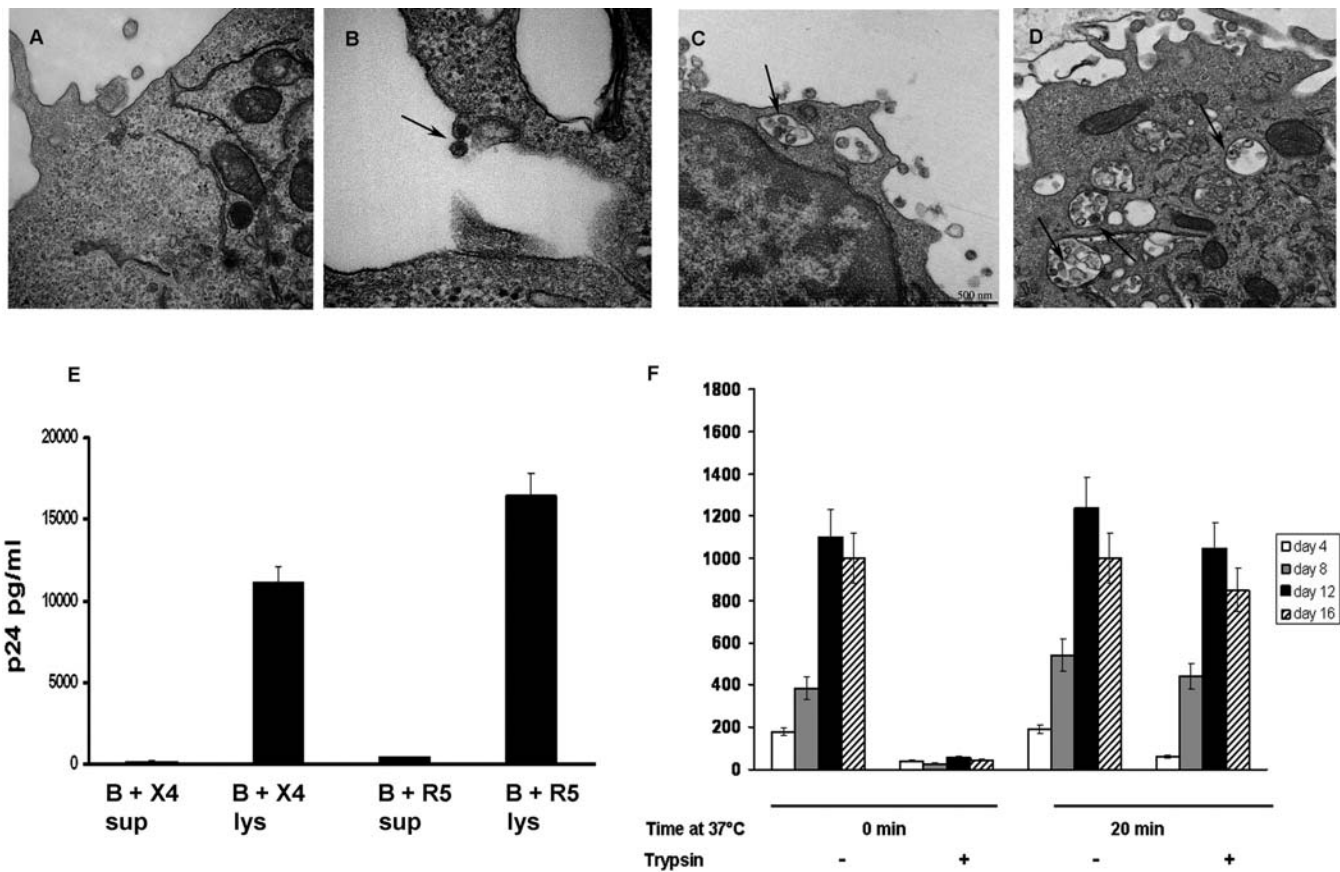 A
B
C
D
500 nm
E
p24 pg/ml
20000
15000
10000
5000
0
B + X4 sup
B + X4 lys
B + R5 sup
B + R5 lys
F
1800
1600
1400
1200
1000
800
600
400
200
0
day 4
day 8
day 12
day 16
Time at 37°C 0 min 20 min
Trypsin - + - +